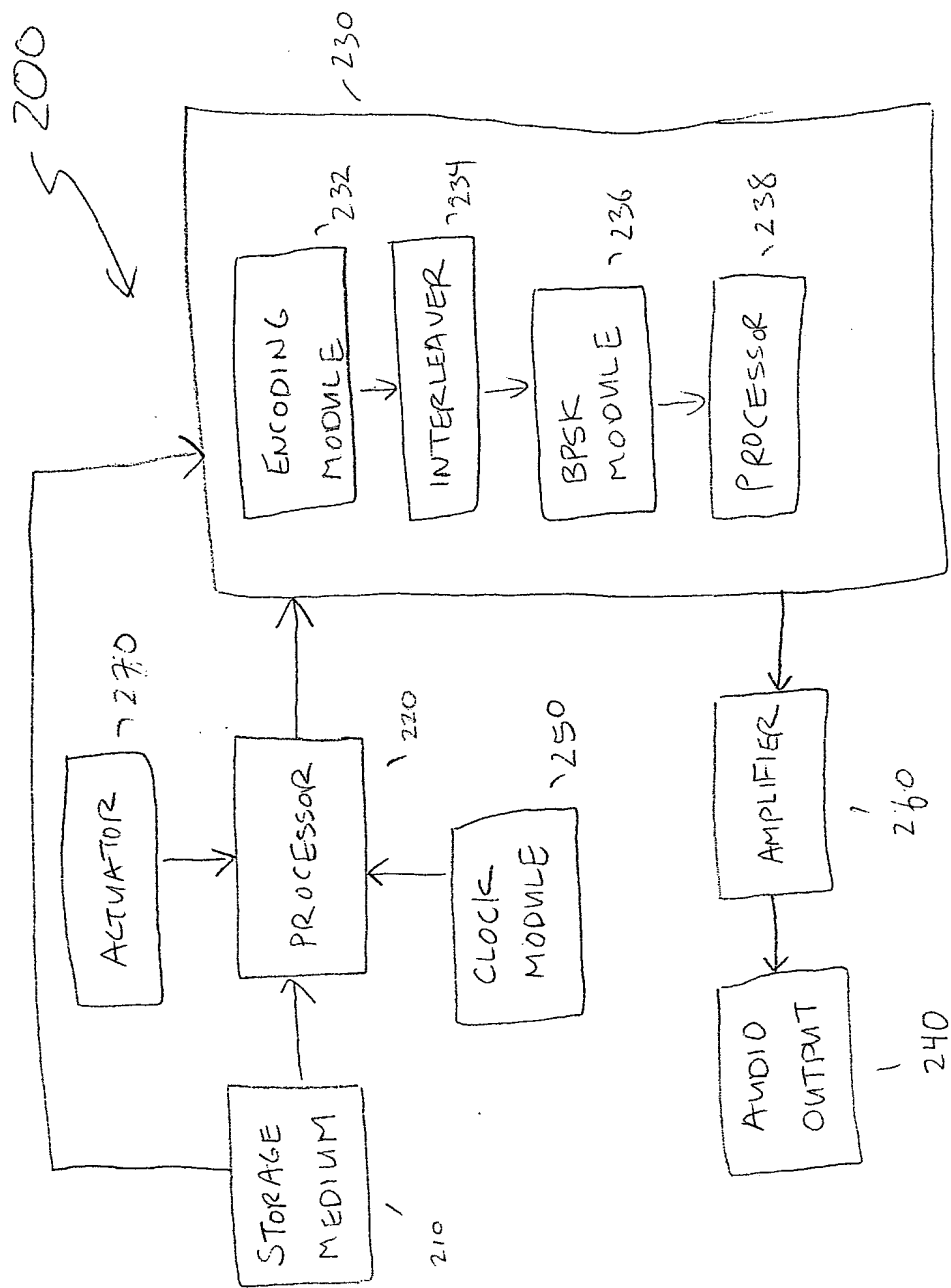 200
ACTUATOR
270
STORAGE
MEDIUM
210
PROCESSOR
220
CLOCK
MODULE
250
230
ENCODING
MODULE
232
INTERLEAVER
234
BPSK
MODULE
236
PROCESSOR
238
AUDIO
OUTPUT
240
AMPLIFIER
260